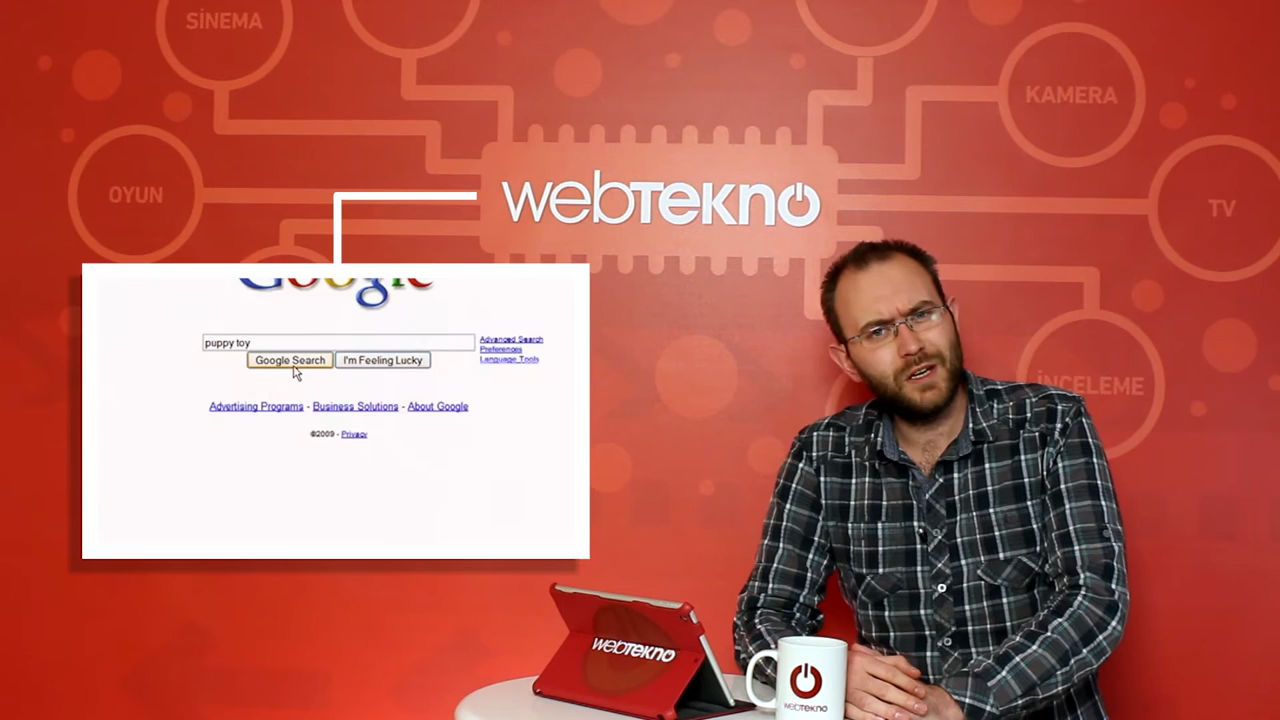 SİNEMA
KAMERA
OYUN
webTEKNO
TV
Google
puppy toy
Advanced Search
Preferences
Language Tools
Google Search
I'm Feeling Lucky
Advertising Programs - Business Solutions - About Google
©2009 - Privacy
İNCELEME
webTEKNO
webTEKNO